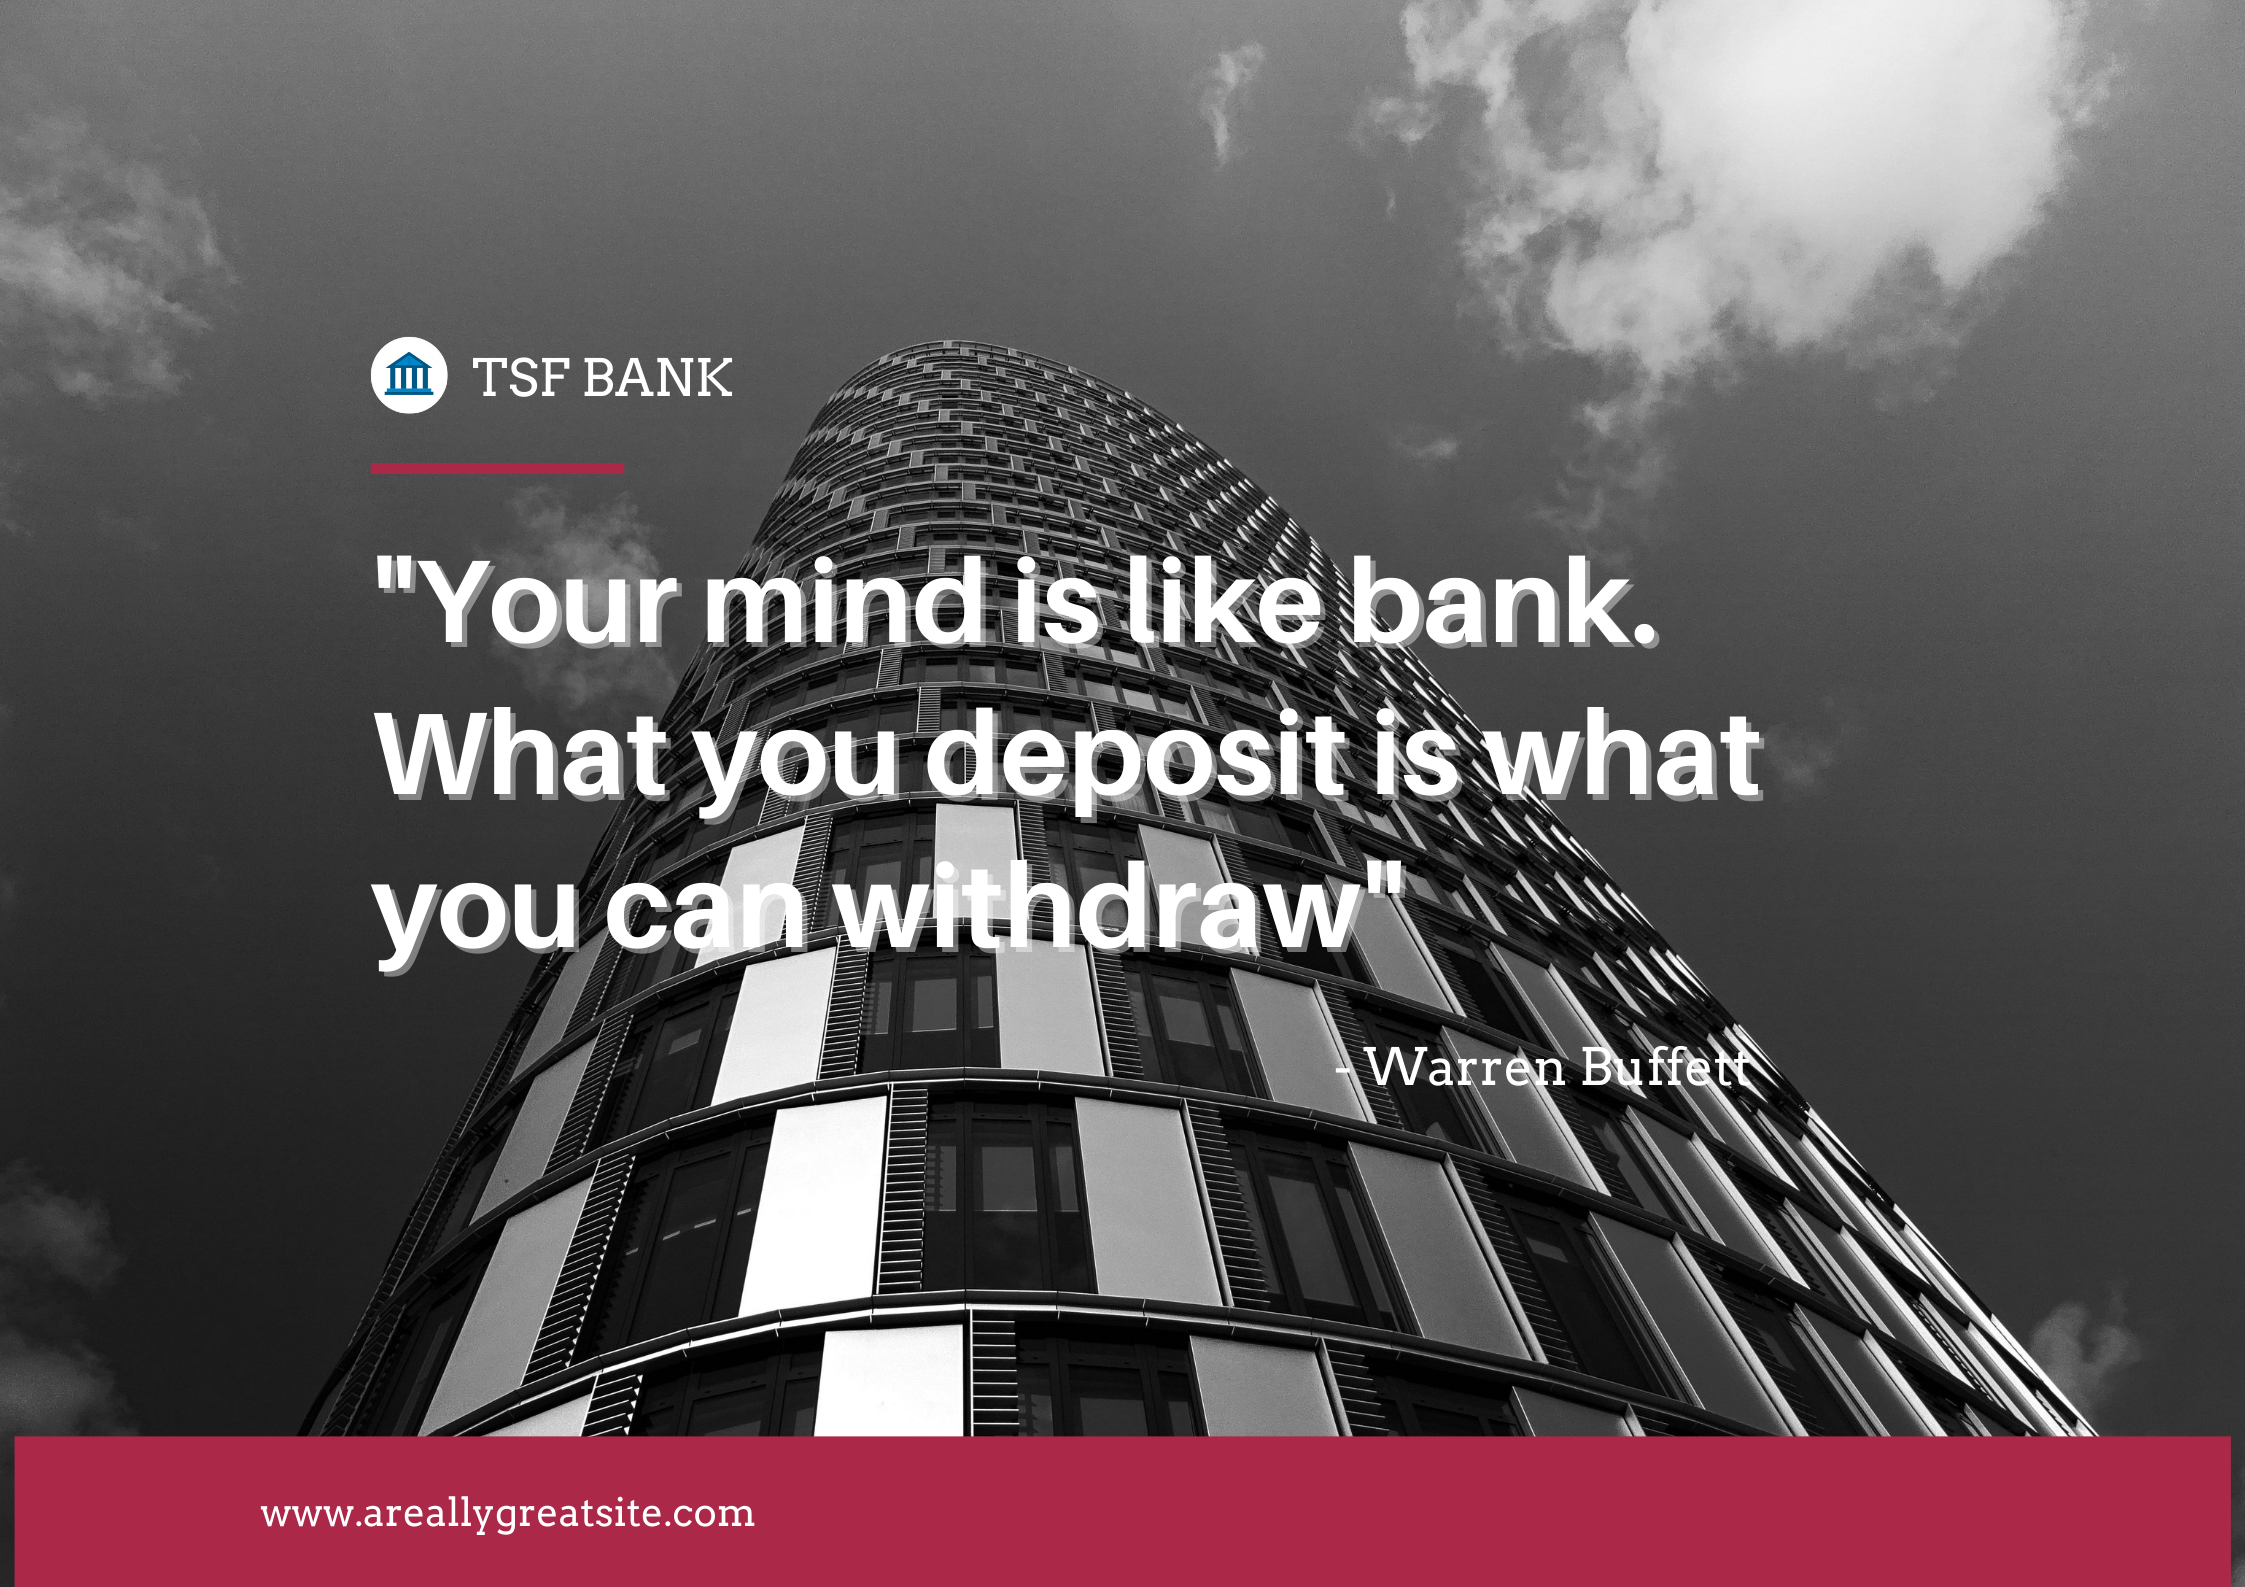 TSF BANK
"Your mind is like bank.
What you deposit is what
you can withdraw"
- Warren Buffett
www.areallygreatsite.com